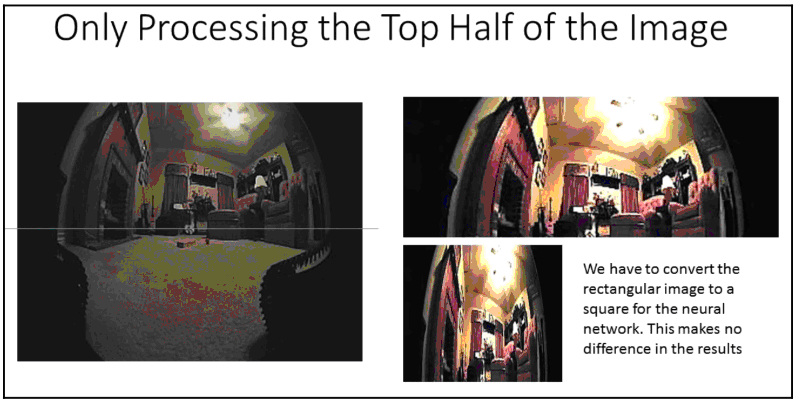 Only Processing the Top Half of the Image
We have to convert the
rectangular image to a
square for the neural
network. This makes no
difference in the results